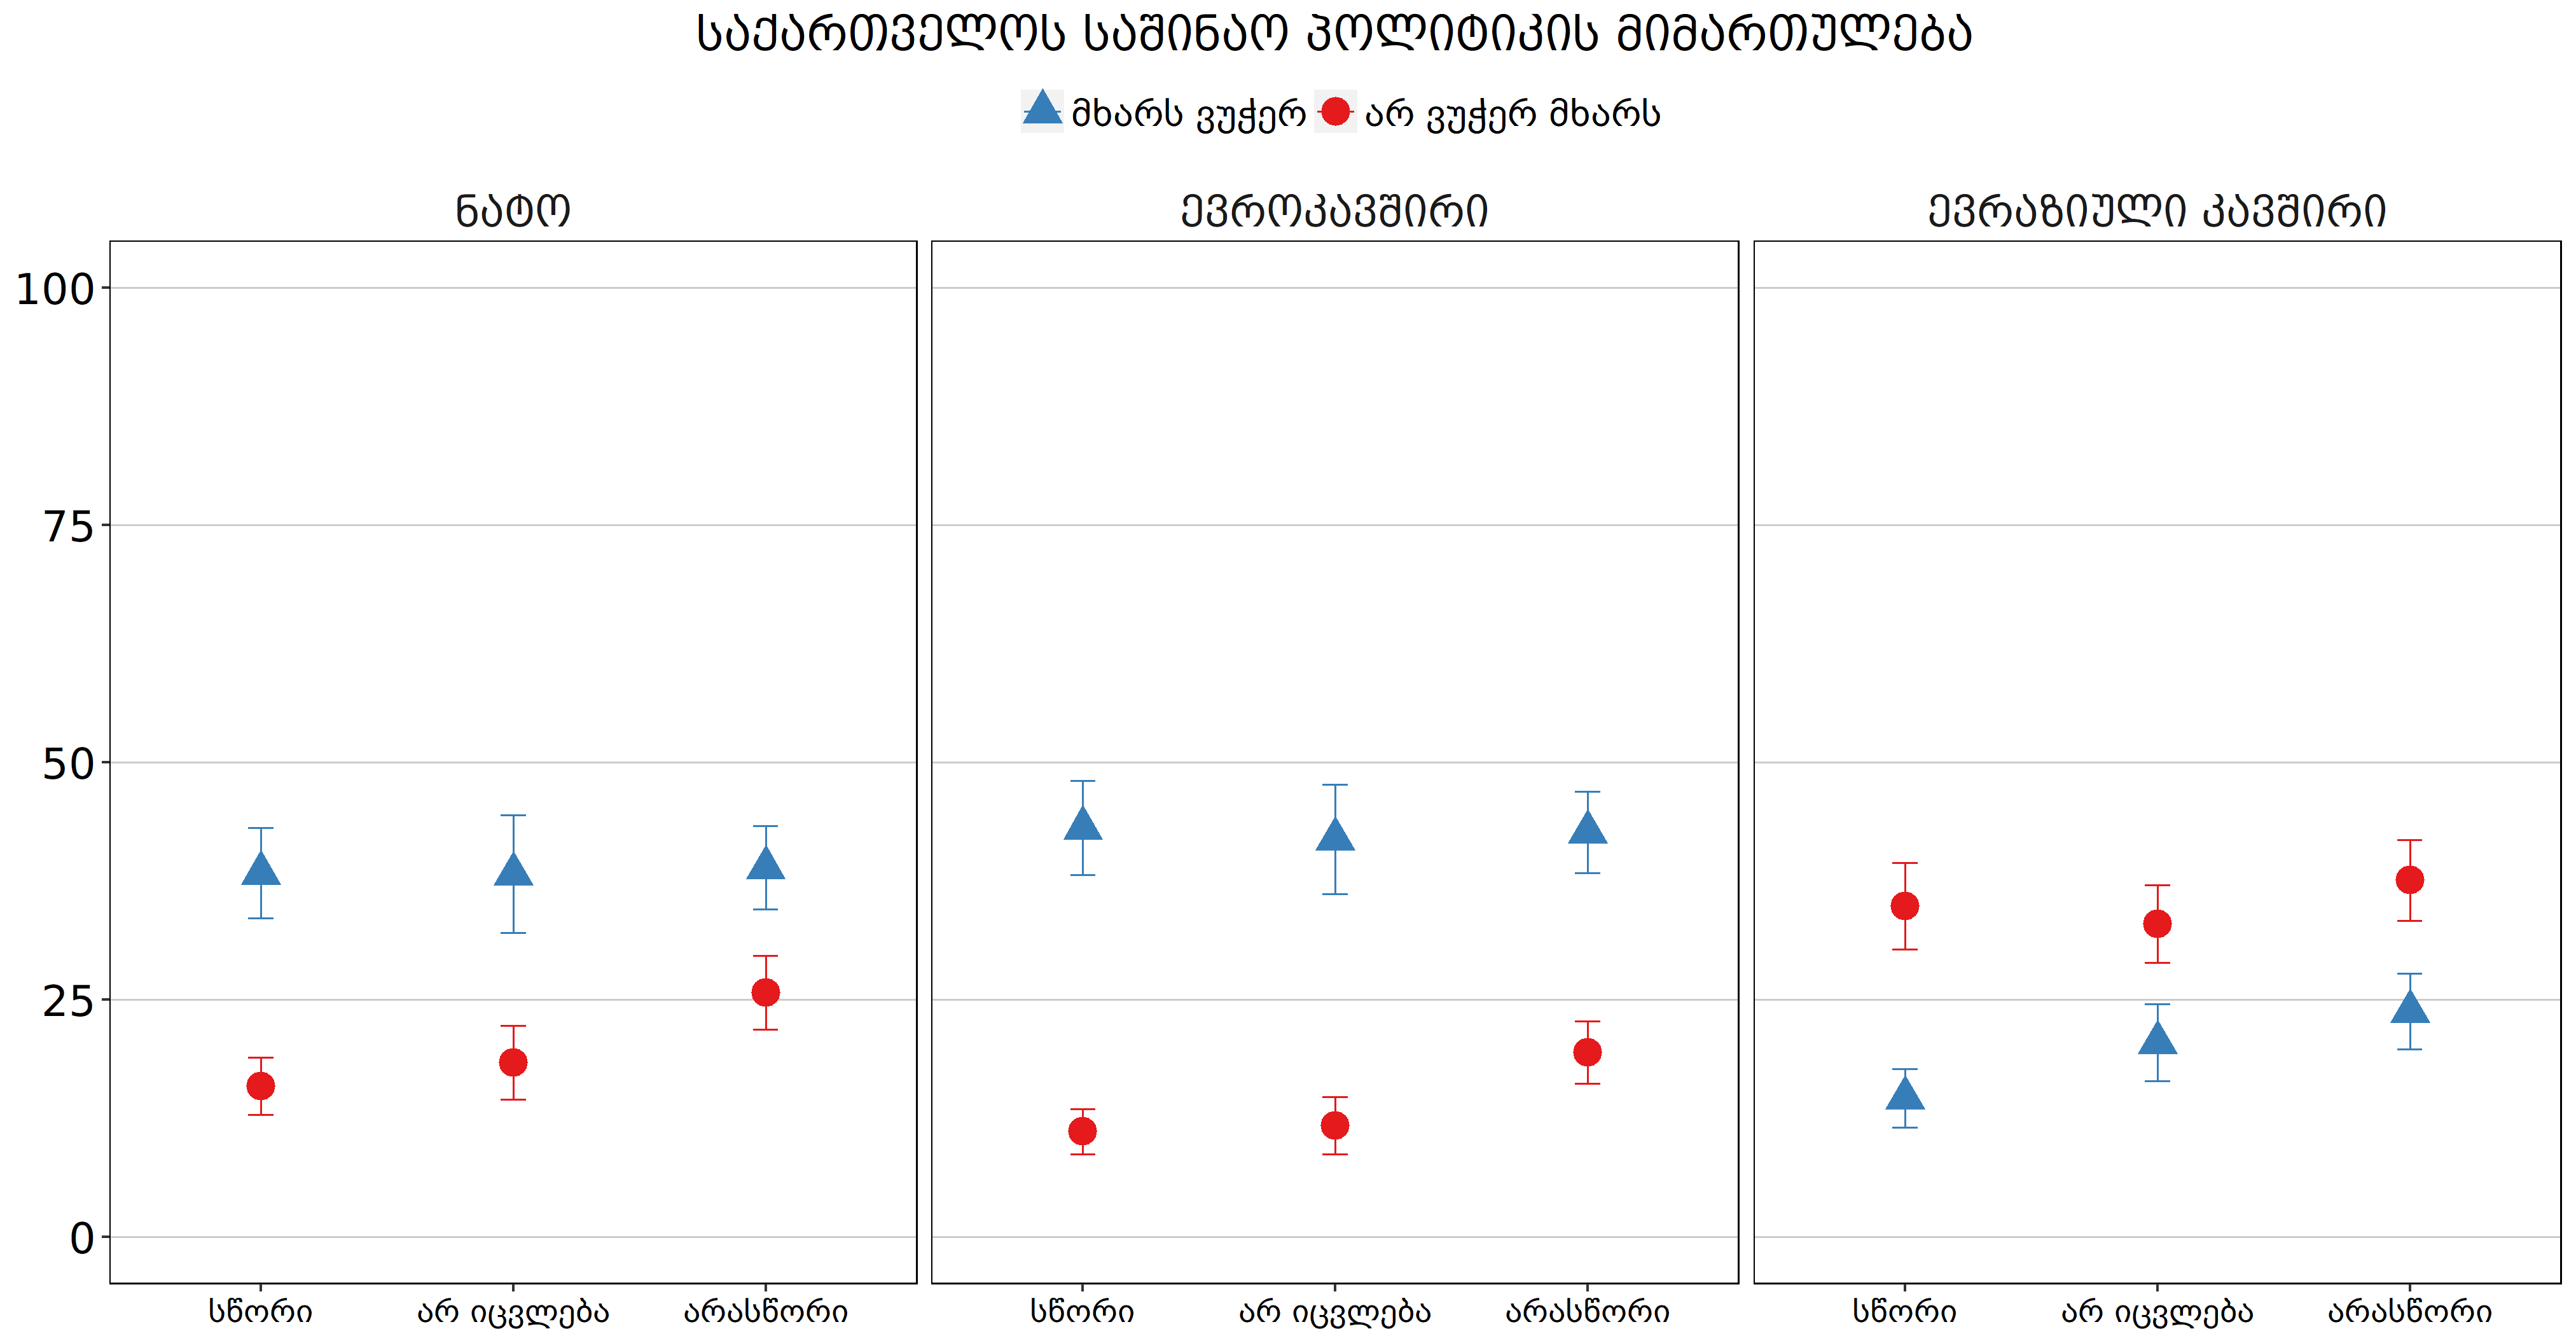 საქართველოს საშინაო პოლიტიკის მიმართულება
მხარს ვუჭერ არ ვუჭერ მხარს
ნატო ევროკავშირი ევრაზიული კავშირი
100
75
50
25
0
სწორი არ იცვლება არასწორი სწორი არ იცვლება არასწორი სწორი არ იცვლება არასწორი